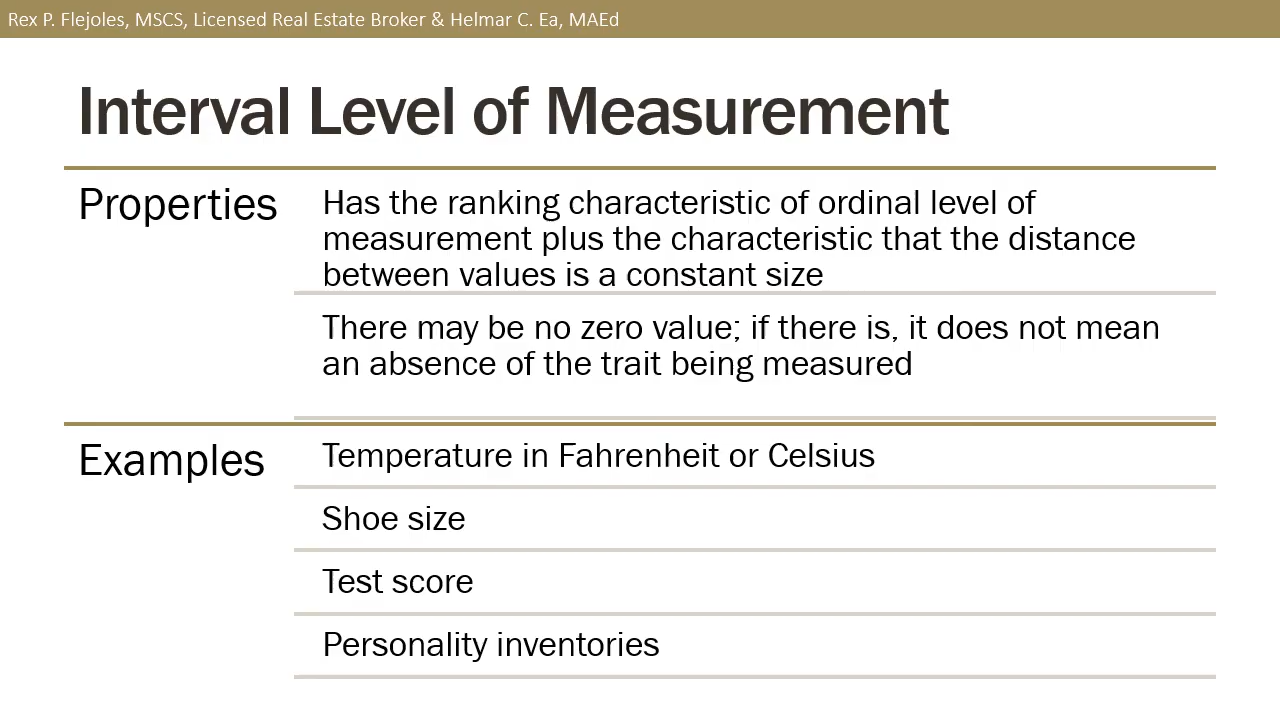 Rex P. Flejoles, MSCS, Licensed Real Estate Broker & Helmar C. Ea, MAEd
Interval Level of Measurement
Properties
Has the ranking characteristic of ordinal level of
measurement plus the characteristic that the distance
between values is a constant size
There may be no zero value; if there is, it does not mean
an absence of the trait being measured
Examples
Temperature in Fahrenheit or Celsius
Shoe size
Test score
Personality inventories